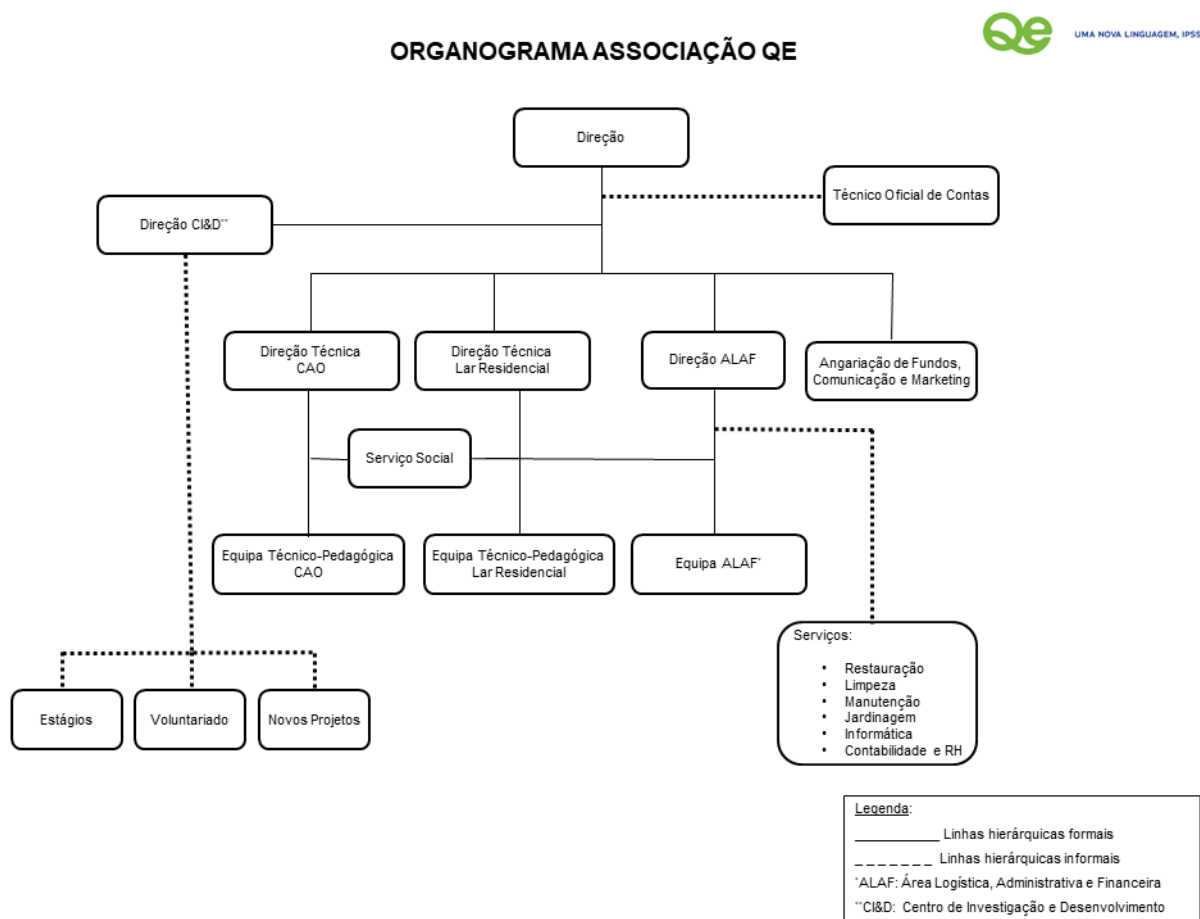 Qe
UMA NOVA LINGUAGEM, IPSS
ORGANOGRAMA ASSOCIAÇÃO QE
Direção
Técnico Oficial de Contas
Direção CI&D**
Direção Técnica
CAO
Direção Técnica
Lar Residencial
Direção ALAF
Angariação de Fundos,
Comunicação e Marketing
Serviço Social
Equipa Técnico-Pedagógica
CAO
Equipa Técnico-Pedagógica
Lar Residencial
Equipa ALAF*
Serviços:
• Restauração
• Limpeza
• Manutenção
• Jardinagem
• Informática
• Contabilidade e RH
Estágios
Voluntariado
Novos Projetos
Legenda:
__________ Linhas hierárquicas formais
_ _ _ _ _ _ _ Linhas hierárquicas informais
*ALAF: Área Logística, Administrativa e Financeira
**CI&D: Centro de Investigação e Desenvolvimento